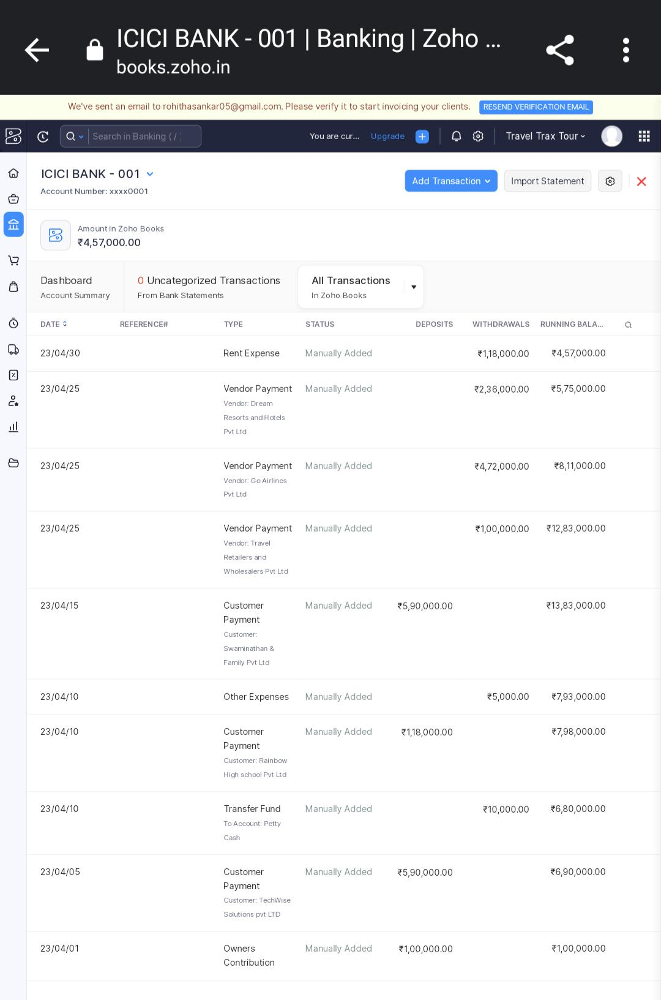 ICICI BANK - 001 | Banking | Zoho ...
books.zoho.in
We've sent an email to rohithasankar05@gmail.com. Please verify it to start invoicing your clients. RESEND VERIFICATION EMAIL
Search in Banking ( / ) You are cur... Upgrade Travel Trax Tour
ICICI BANK - 001 Add Transaction Import Statement
Account Number: xxxx0001
Amount in Zoho Books
₹4,57,000.00
Dashboard 0 Uncategorized Transactions All Transactions
Account Summary From Bank Statements In Zoho Books
DATE REFERENCE# TYPE STATUS DEPOSITS WITHDRAWALS RUNNING BALA...
23/04/30 Rent Expense Manually Added ₹1,18,000.00 ₹4,57,000.00
23/04/25 Vendor Payment Manually Added ₹2,36,000.00 ₹5,75,000.00
Vendor: Dream
Resorts and Hotels
Pvt Ltd
23/04/25 Vendor Payment Manually Added ₹4,72,000.00 ₹8,11,000.00
Vendor: Go Airlines
Pvt Ltd
23/04/25 Vendor Payment Manually Added ₹1,00,000.00 ₹12,83,000.00
Vendor: Travel
Retailers and
Wholesalers Pvt Ltd
23/04/15 Customer Manually Added ₹5,90,000.00 ₹13,83,000.00
Payment
Customer:
Swaminathan &
Family Pvt Ltd
23/04/10 Other Expenses Manually Added ₹5,000.00 ₹7,93,000.00
23/04/10 Customer Manually Added ₹1,18,000.00 ₹7,98,000.00
Payment
Customer: Rainbow
High school Pvt Ltd
23/04/10 Transfer Fund Manually Added ₹10,000.00 ₹6,80,000.00
To Account: Petty
Cash
23/04/05 Customer Manually Added ₹5,90,000.00 ₹6,90,000.00
Payment
Customer: TechWise
Solutions pvt LTD
23/04/01 Owners Manually Added ₹1,00,000.00 ₹1,00,000.00
Contribution